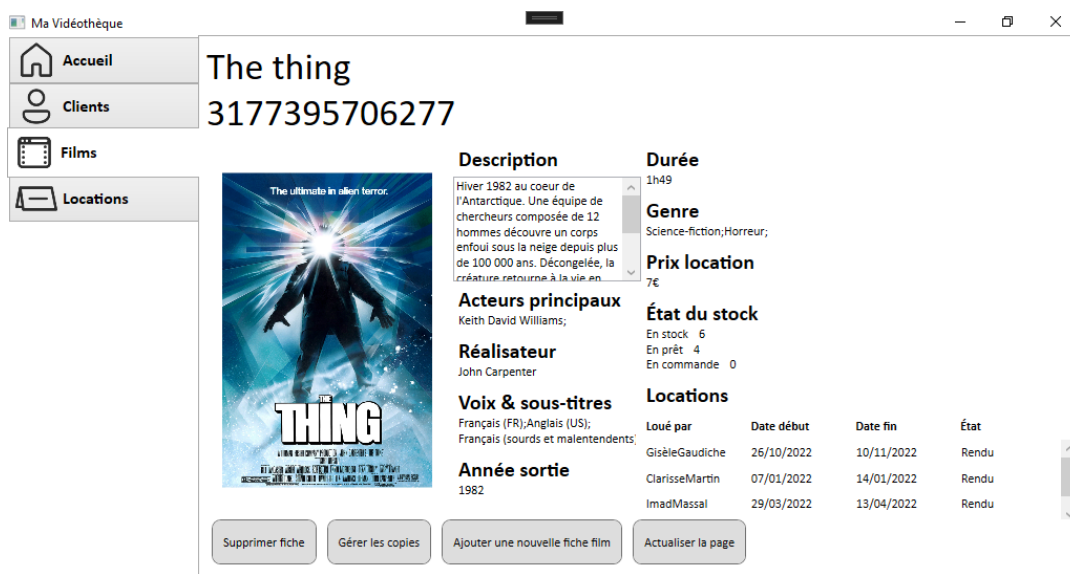 Ma Vidéothèque
Accueil
Clients
Films
Locations
The thing
3177395706277
The ultimate in alien terror.
THE
THING
Description
Hiver 1982 au coeur de
l'Antarctique. Une équipe de
chercheurs composée de 12
hommes découvre un corps
enfoui sous la neige depuis plus
de 100 000 ans. Décongelée, la
créature retourne à la vie en
Acteurs principaux
Keith David Williams;
Réalisateur
John Carpenter
Voix & sous-titres
Français (FR);Anglais (US);
Français (sourds et malentendents)
Année sortie
1982
Durée
1h49
Genre
Science-fiction;Horreur;
Prix location
7€
État du stock
En stock 6
En prêt 4
En commande 0
Locations
Loué par Date début Date fin État
GisèleGaudiche 26/10/2022 10/11/2022 Rendu
ClarisseMartin 07/01/2022 14/01/2022 Rendu
ImadMassal 29/03/2022 13/04/2022 Rendu
Supprimer fiche
Gérer les copies
Ajouter une nouvelle fiche film
Actualiser la page